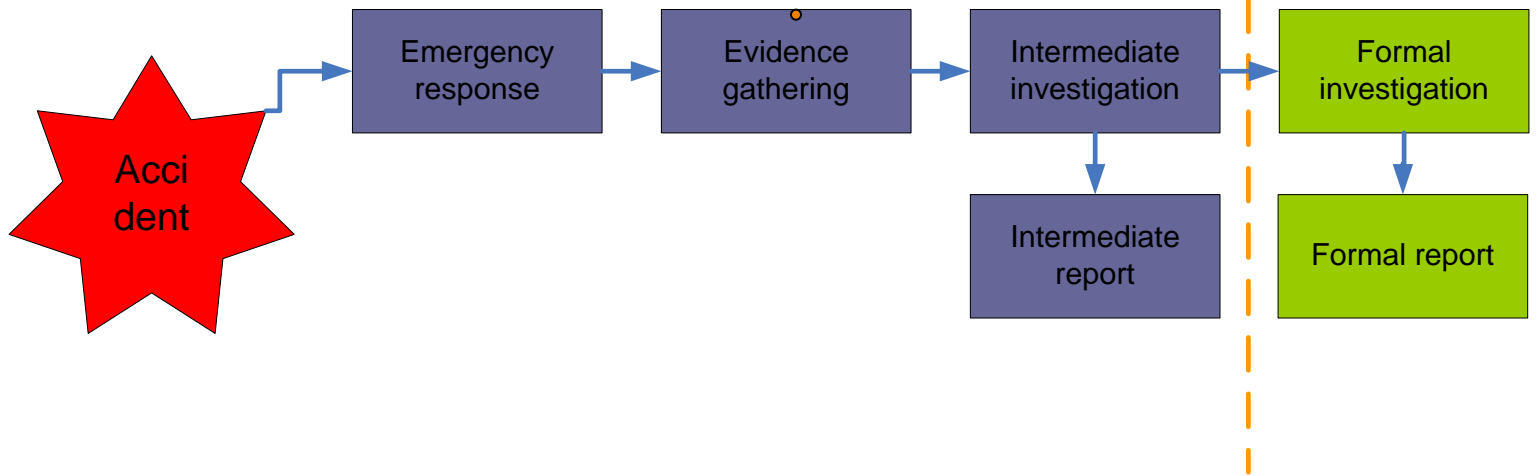 Acci
dent
Emergency
response
Evidence
gathering
Intermediate
investigation
Formal
investigation
Intermediate
report
Formal report